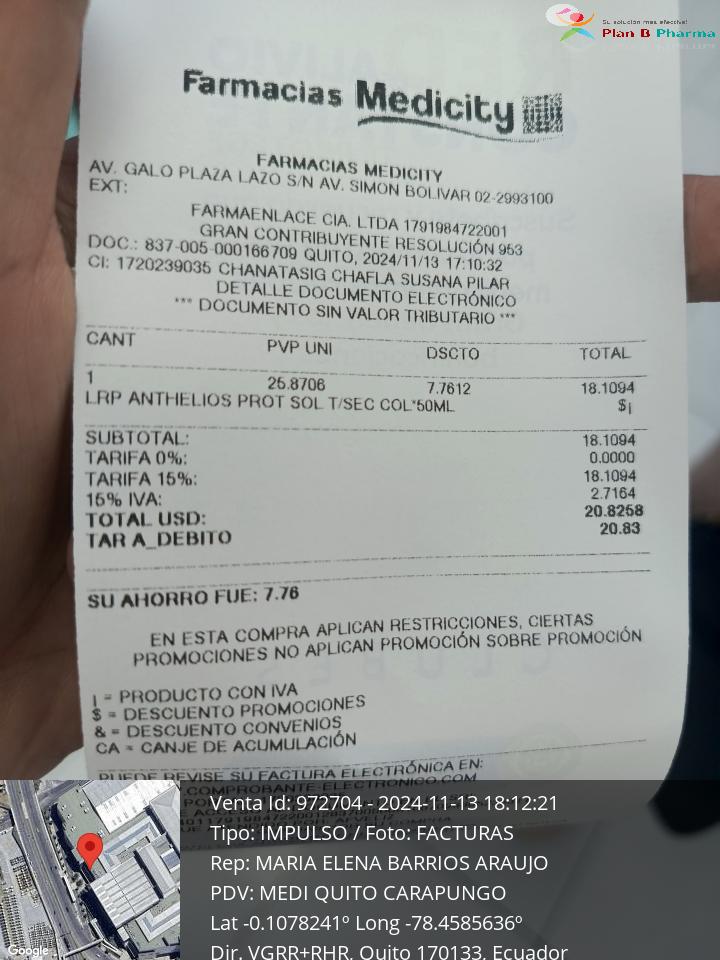 Su solución más efectiva!
Plan B Pharma
Farmacias Medicity
FARMACIAS MEDICITY
AV. GALO PLAZA LAZO S/N AV. SIMON BOLIVAR 02-2993100
EXT:
FARMAENLACE CIA. LTDA 1791984722001
GRAN CONTRIBUYENTE RESOLUCIÓN 953
DOC.: 837-005-000166709 QUITO, 2024/11/13 17:10:32
CI: 1720239035 CHANATASIG CHAFLA SUSANA PILAR
DETALLE DOCUMENTO ELECTRÓNICO
*** DOCUMENTO SIN VALOR TRIBUTARIO ***
CANT PVP UNI DSCTO TOTAL
1 25.8706 7.7612 18.1094
LRP ANTHELIOS PROT SOL T/SEC COL*50ML $|
SUBTOTAL: 18.1094
TARIFA 0%: 0.0000
TARIFA 15%: 18.1094
15% IVA: 2.7164
TOTAL USD: 20.8258
TAR A_DEBITO 20.83
SU AHORRO FUE: 7.76
EN ESTA COMPRA APLICAN RESTRICCIONES, CIERTAS
PROMOCIONES NO APLICAN PROMOCIÓN SOBRE PROMOCIÓN
| = PRODUCTO CON IVA
$ = DESCUENTO PROMOCIONES
& = DESCUENTO CONVENIOS
CA = CANJE DE ACUMULACIÓN
PUEDE REVISE SU FACTURA ELECTRÓNICA EN:
.COMPROBANTE-ELECTRONICO.COM
Venta Id: 972704 - 2024-11-13 18:12:21
Tipo: IMPULSO / Foto: FACTURAS
Rep: MARIA ELENA BARRIOS ARAUJO
PDV: MEDI QUITO CARAPUNGO
Lat -0.1078241º Long -78.4585636º
Dir. VGRR+RHR, Quito 170133, Ecuador
Google